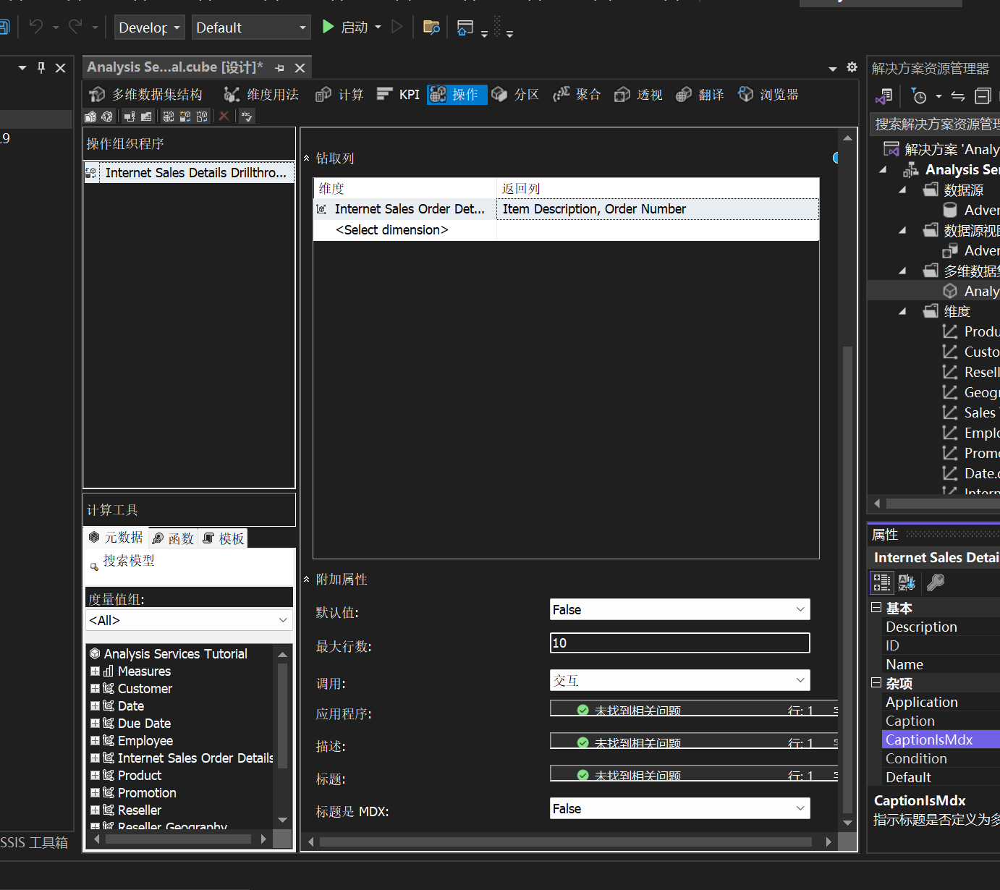 Develop
Default
启动
Analysis Se...al.cube [设计]*
多维数据集结构
维度用法
计算
KPI
操作
分区
聚合
透视
翻译
浏览器
操作组织程序
Internet Sales Details Drillthro...
钻取列
维度
返回列
Internet Sales Order Det...
Item Description, Order Number
<Select dimension>
计算工具
元数据
函数
模板
搜索模型
度量值组:
<All>
Analysis Services Tutorial
Measures
Customer
Date
Due Date
Employee
Internet Sales Order Details
Product
Promotion
Reseller
Reseller Geography
附加属性
默认值:
False
最大行数:
10
调用:
交互
应用程序:
未找到相关问题
行: 1
描述:
未找到相关问题
行: 1
标题:
未找到相关问题
行: 1
标题是 MDX:
False
SSIS 工具箱
解决方案资源管理器
搜索解决方案资源管理
解决方案 'Analy
Analysis Ser
数据源
Adven
数据源视图
Adven
多维数据集
Analy
维度
Produ
Custo
Resell
Geogr
Sales
Emplo
Promo
Date.
Intern
属性
Internet Sales Detai
基本
Description
ID
Name
杂项
Application
Caption
CaptionIsMdx
Condition
Default
CaptionIsMdx
指示标题是否定义为多